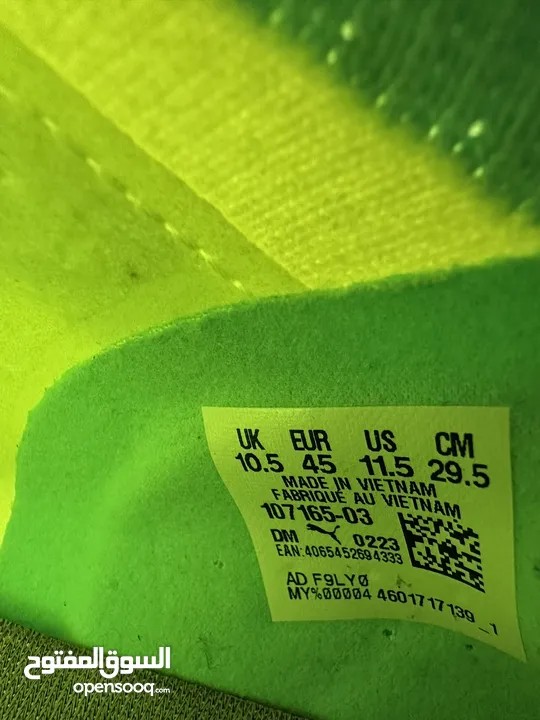 UK EUR US CM
10.5 45 11.5 29.5
MADE IN VIETNAM
FABRIQUÉ AU VIETNAM
107165-03
DM 0223
EAN:4065452694333
AD F9LY0
MY%00004 4601717139 _1
السوق المفتوح
opensooq.com